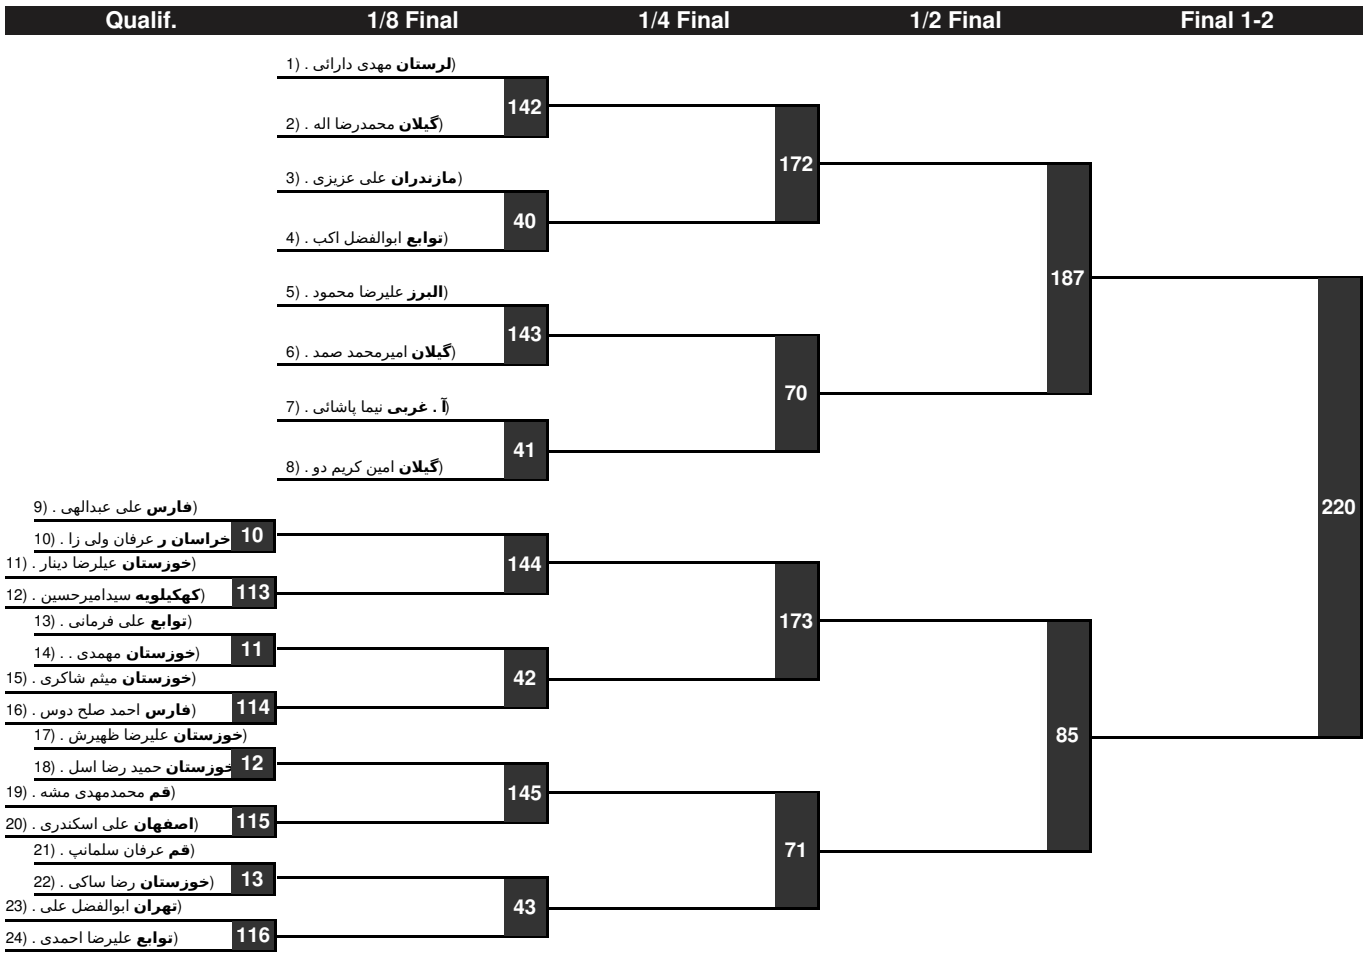 Qualif. 1/8 Final 1/4 Final 1/2 Final Final 1-2
1) . مهدی دارائی لرستان)
142
2) . محمدرضا اله گیلان)
172
3) . علی عزیزی مازندران)
40
4) . ابوالفضل اکب توابع)
187
5) . علیرضا محمود البرز)
143
6) . امیرمحمد صمد گیلان)
70
7) . نیما پاشائی آ . غربی)
41
8) . امین کریم دو گیلان)
220
9) . علی عبدالهی فارس)
10
10) . عرفان ولی زا خراسان ر
144
11) . عیلرضا دینار خوزستان)
113
12) . سیدامیرحسین کهکیلویه)
173
13) . علی فرمانی توابع)
11
14) . . مهمدی خوزستان)
42
15) . میثم شاکری خوزستان)
114
16) . احمد صلح دوس فارس)
85
17) . علیرضا ظهیرش خوزستان)
12
18) . حمید رضا اسل خوزستان
145
19) . محمدمهدی مشه قم)
115
20) . علی اسکندری اصفهان)
71
21) . عرفان سلمانپ قم)
13
22) . رضا ساکی خوزستان)
43
23) . ابوالفضل علی تهران)
116
24) . علیرضا احمدی توابع)